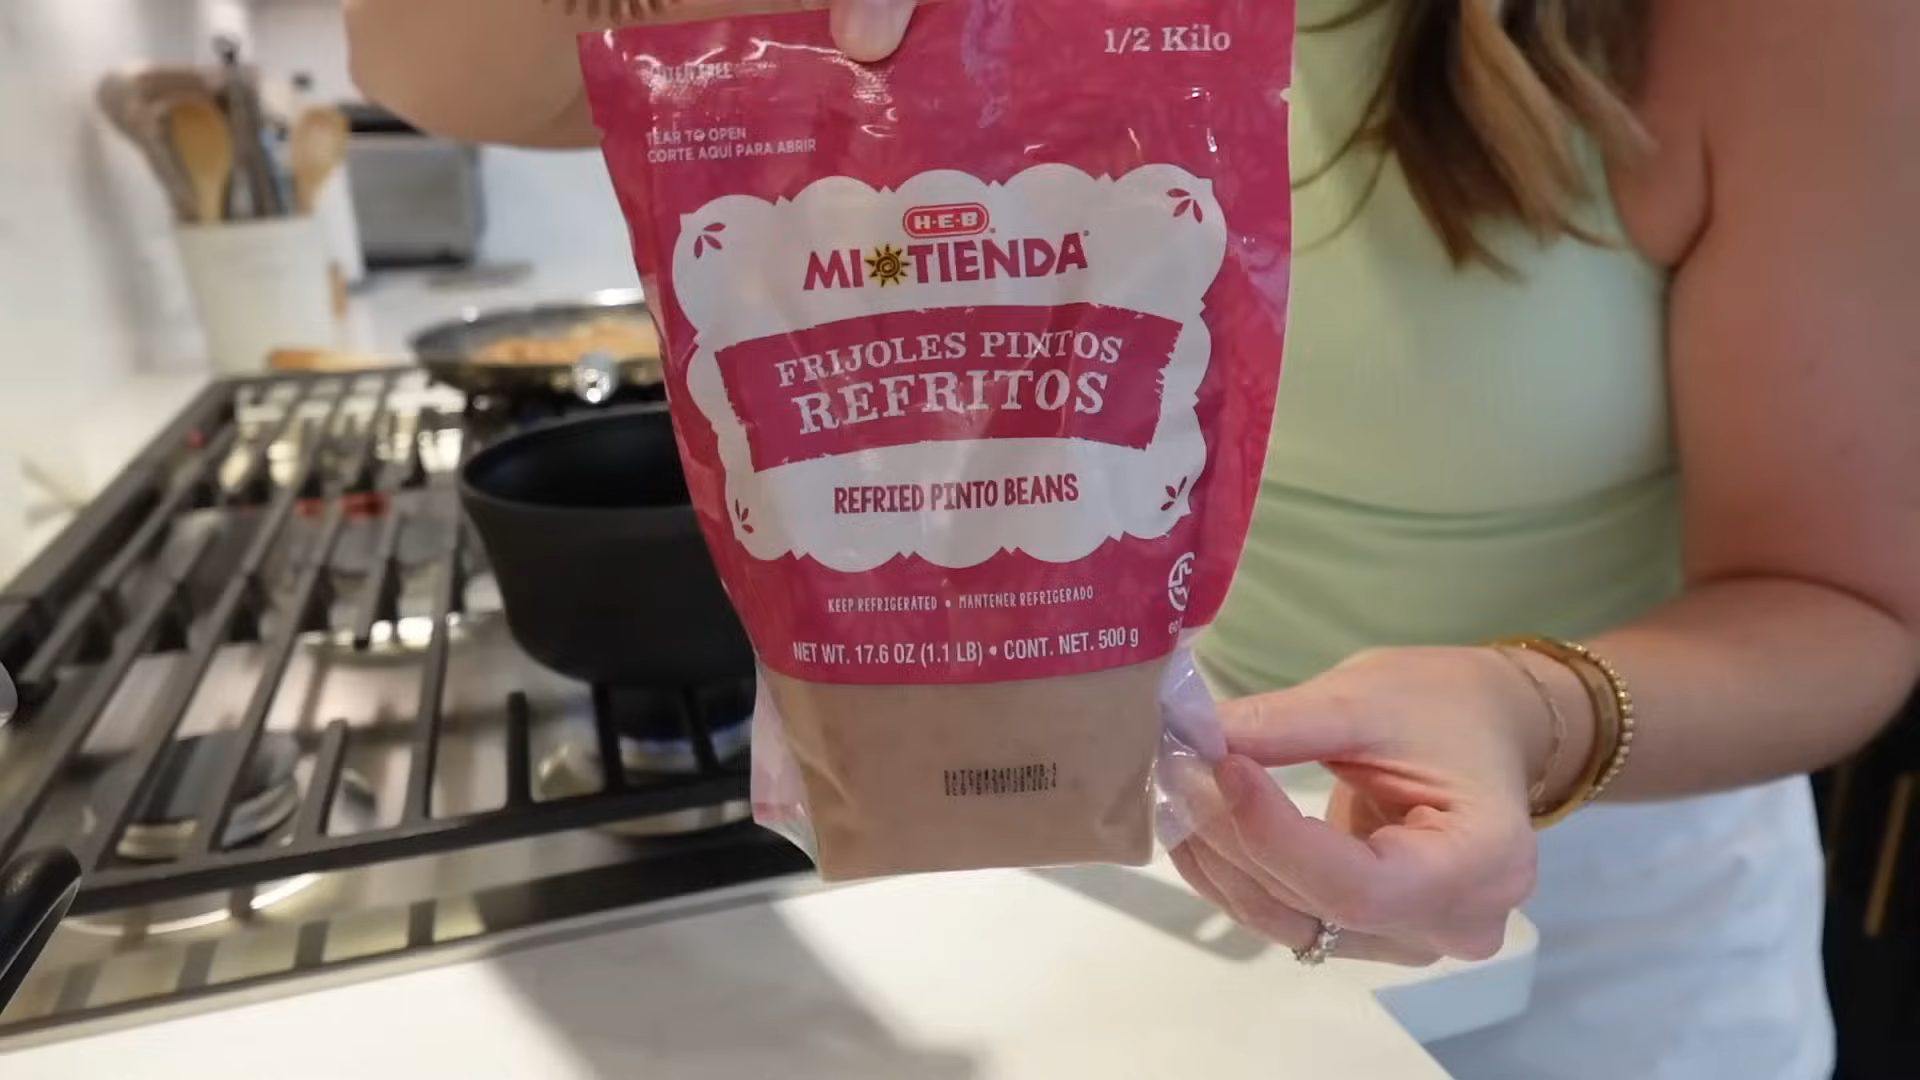 1/2 Kilo
TEAR TO OPEN
CORTE AQUÍ PARA ABRIR
H-E-B
MI TIENDA
FRIJOLES PINTOS
REFRITOS
REFRIED PINTO BEANS
KEEP REFRIGERATED • MANTENER REFRIGERADO
NET WT. 17.6 OZ (1.1 LB) • CONT. NET. 500 g